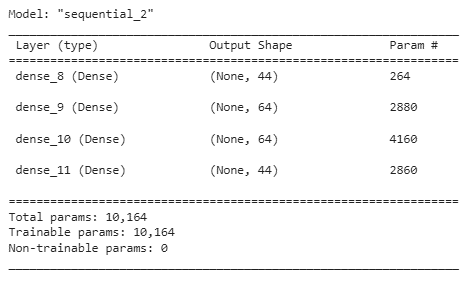 Model: "sequential_2"
_________________________________________________________________
Layer (type) Output Shape Param #
=================================================================
dense_8 (Dense) (None, 44) 264
dense_9 (Dense) (None, 64) 2880
dense_10 (Dense) (None, 64) 4160
dense_11 (Dense) (None, 44) 2860
=================================================================
Total params: 10,164
Trainable params: 10,164
Non-trainable params: 0
_________________________________________________________________